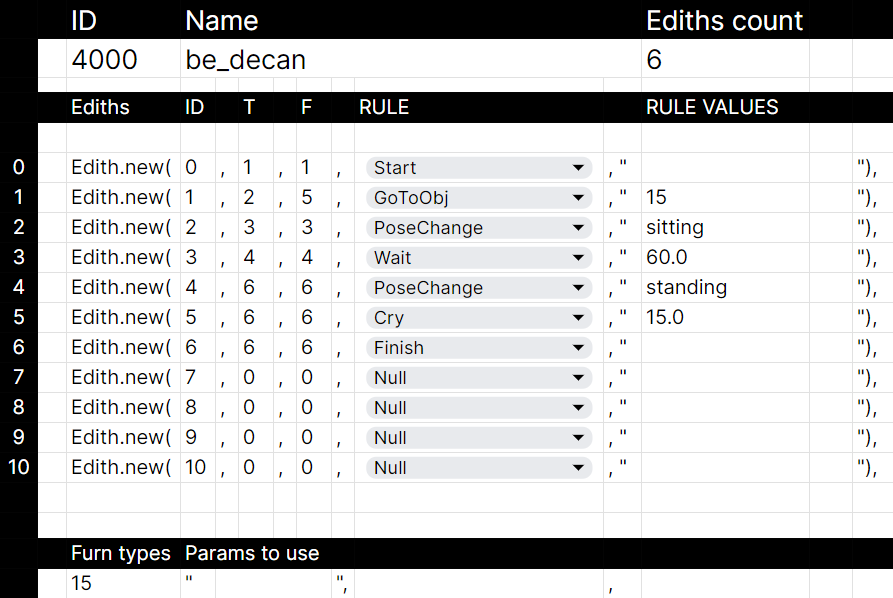 ID Name Ediths count
4000 be_decan 6
Ediths ID T F RULE RULE VALUES
0 Edith.new( 0 , 1 , 1 , Start , " "),
1 Edith.new( 1 , 2 , 5 , GoToObj , " 15 "),
2 Edith.new( 2 , 3 , 3 , PoseChange , " sitting "),
3 Edith.new( 3 , 4 , 4 , Wait , " 60.0 "),
4 Edith.new( 4 , 6 , 6 , PoseChange , " standing "),
5 Edith.new( 5 , 6 , 6 , Cry , " 15.0 "),
6 Edith.new( 6 , 6 , 6 , Finish , " "),
7 Edith.new( 7 , 0 , 0 , Null , " "),
8 Edith.new( 8 , 0 , 0 , Null , " "),
9 Edith.new( 9 , 0 , 0 , Null , " "),
10 Edith.new( 10 , 0 , 0 , Null , " "),
Furn types Params to use
15 " ", ,